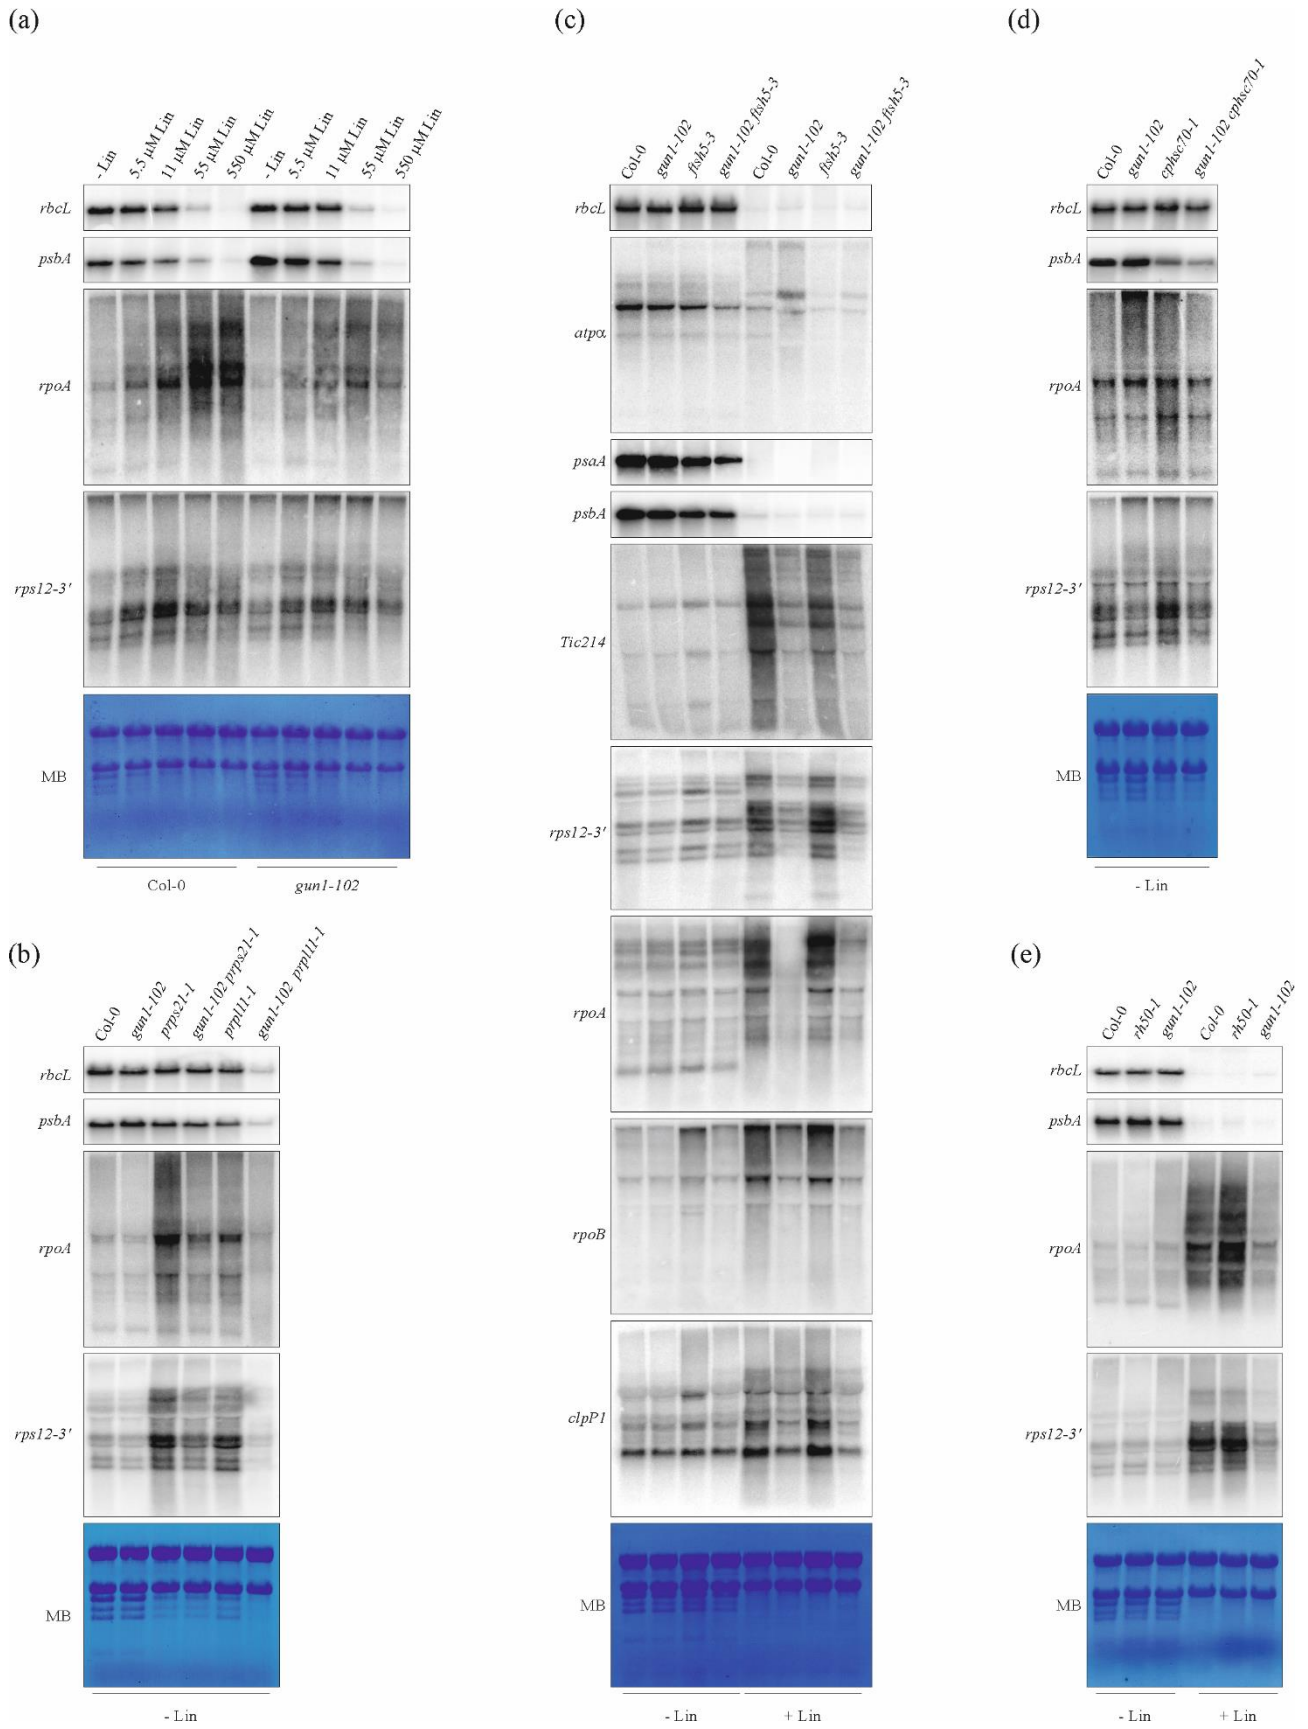 (a)
- Lin
5.5 µM Lin
11 µM Lin
55 µM Lin
550 µM Lin
- Lin
5.5 µM Lin
11 µM Lin
55 µM Lin
550 µM Lin
rbcL
psbA
rpoA
rps12-3'
MB
Col-0
gun1-102
(b)
Col-0
gun1-102
prps21-1
gun1-102 prps21-1
prpl11-1
gun1-102 prpl11-1
rbcL
psbA
rpoA
rps12-3'
MB
- Lin
(c)
Col-0
gun1-102
ftsh5-3
gun1-102 ftsh5-3
Col-0
gun1-102
ftsh5-3
gun1-102 ftsh5-3
rbcL
atpα
psaA
psbA
Tic214
rps12-3'
rpoA
rpoB
clpP1
MB
- Lin
+ Lin
(d)
Col-0
gun1-102
cphsc70-1
gun1-102 cphsc70-1
rbcL
psbA
rpoA
rps12-3'
MB
- Lin
(e)
Col-0
rh50-1
gun1-102
Col-0
rh50-1
gun1-102
rbcL
psbA
rpoA
rps12-3'
MB
- Lin
+ Lin